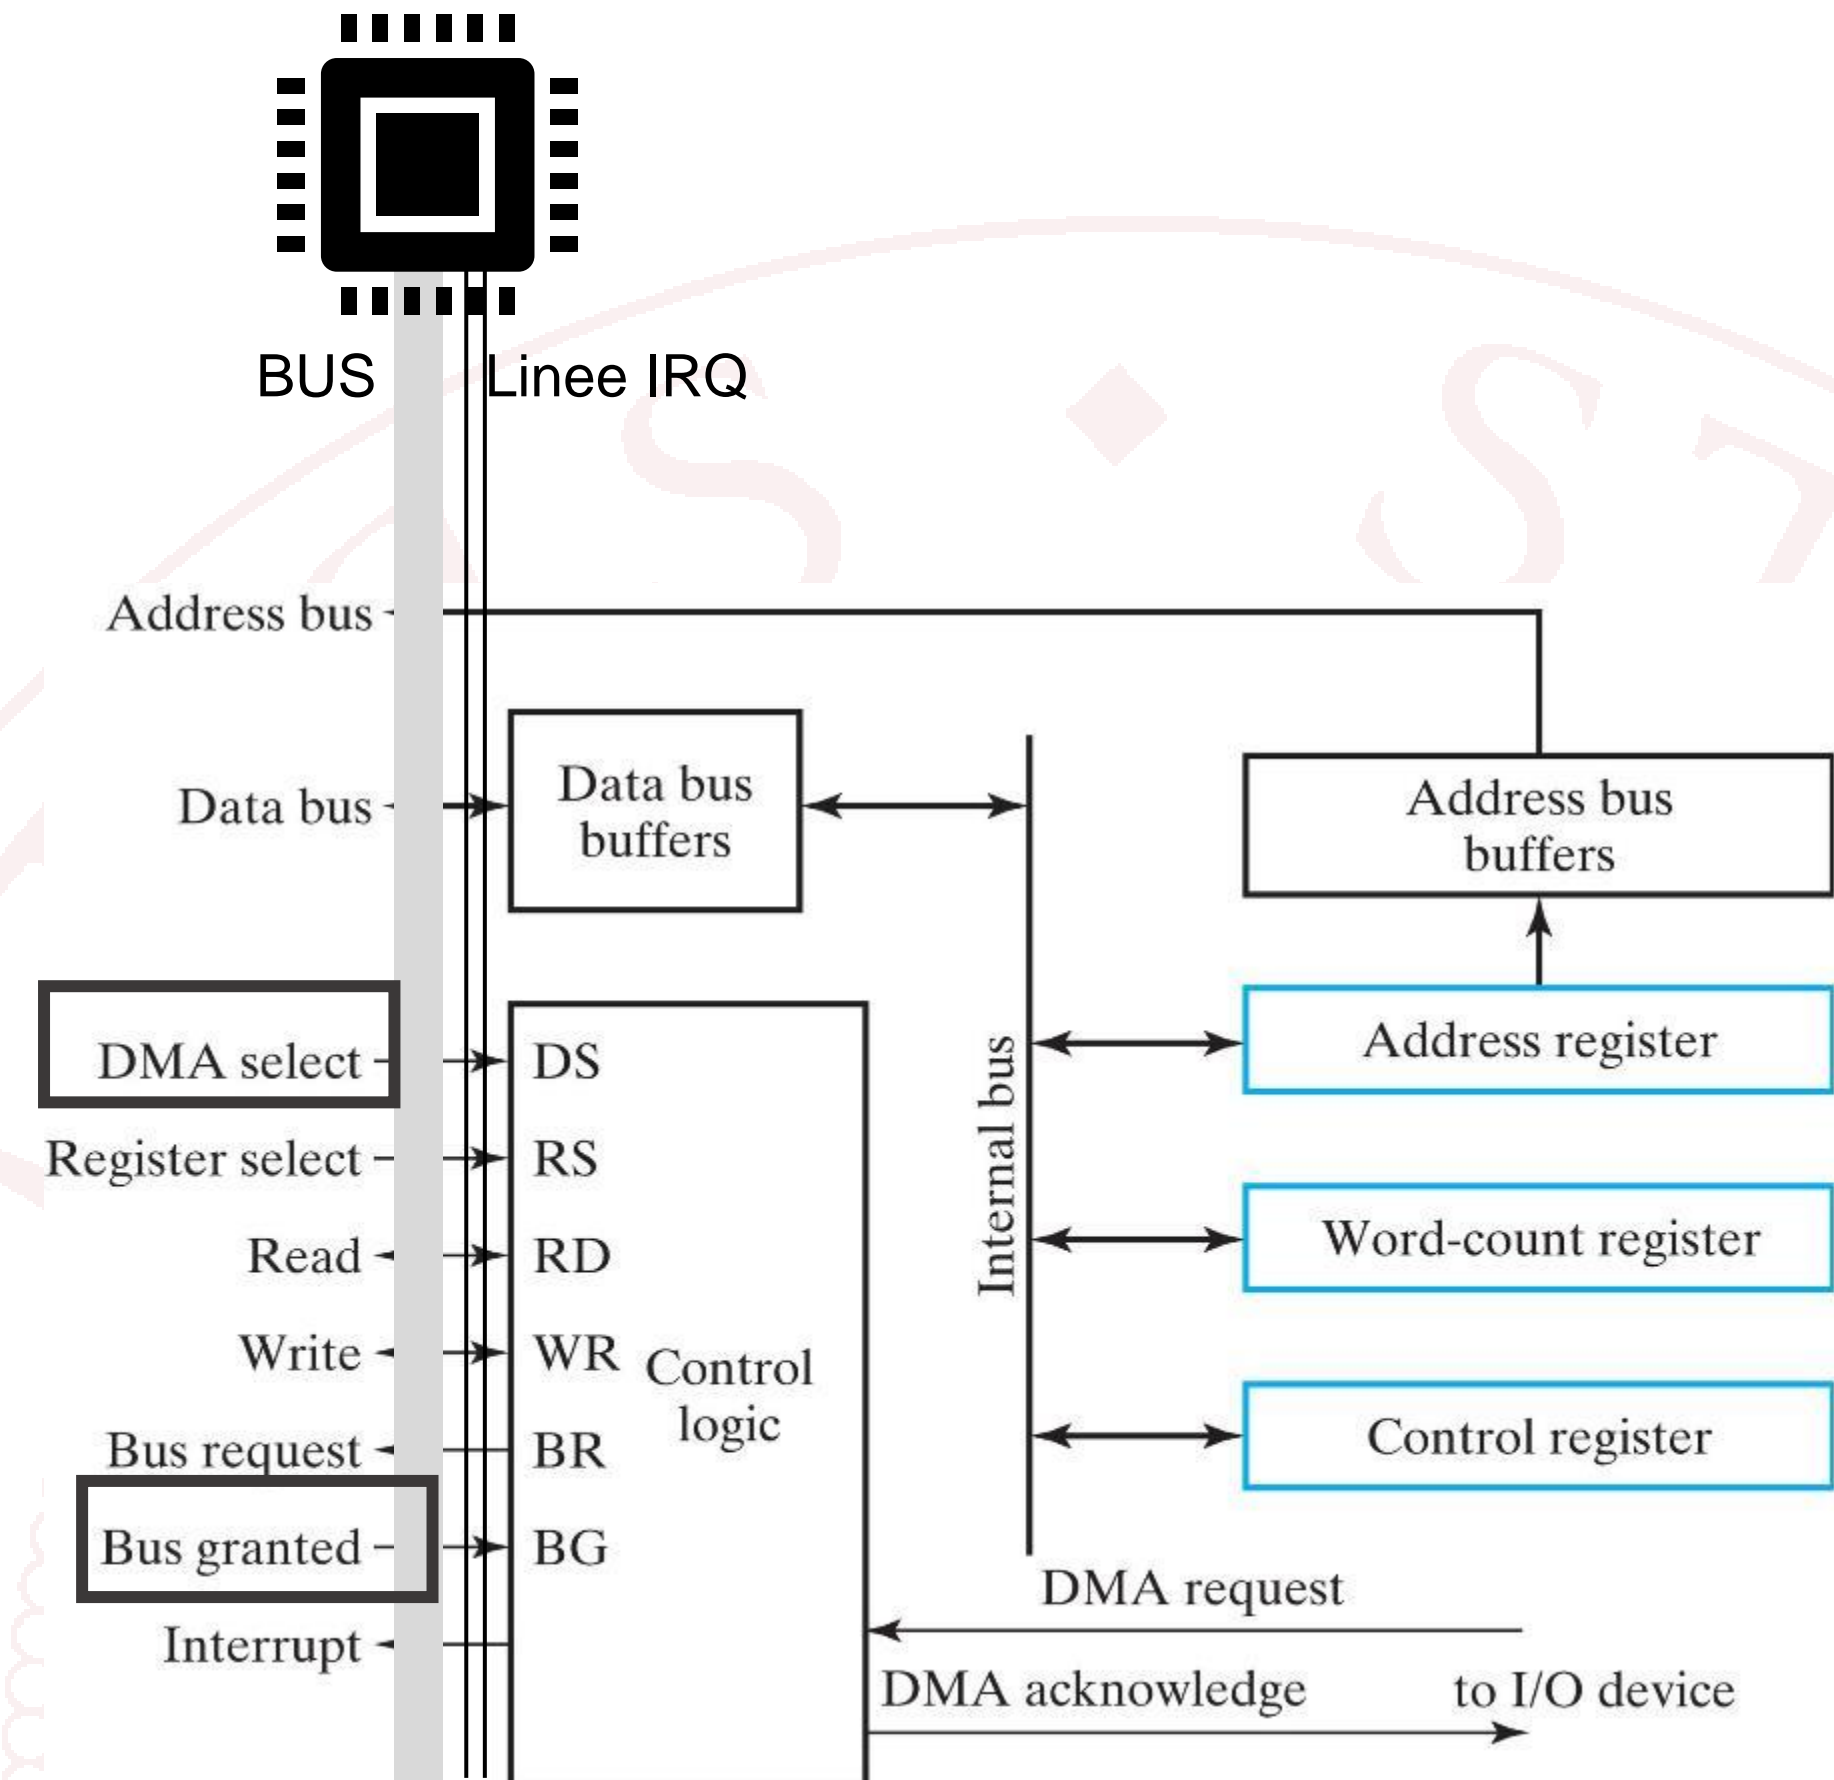 BUS
Linee IRQ
Address bus
Data bus
Data bus
buffers
Address bus
buffers
DMA select
DS
Address register
Register select
RS
Internal bus
Read
RD
Word-count register
Write
WR
Control
logic
Bus request
BR
Control register
Bus granted
BG
DMA request
Interrupt
DMA acknowledge
to I/O device
S
S